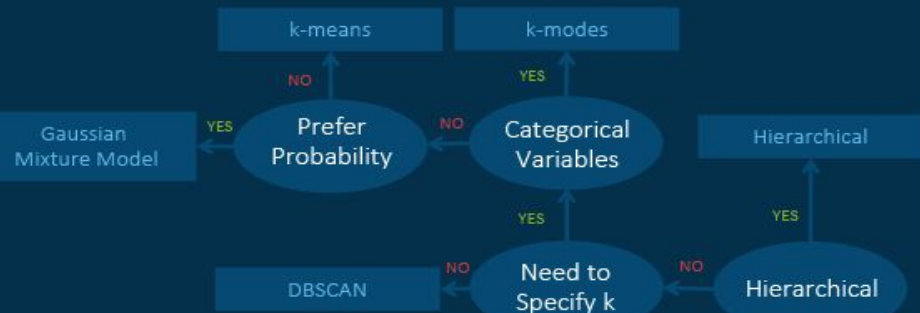 k-means
k-modes
NO
YES
Gaussian
Mixture Model
YES
Prefer
Probability
NO
Categorical
Variables
Hierarchical
YES
YES
DBSCAN
NO
Need to
Specify k
NO
Hierarchical